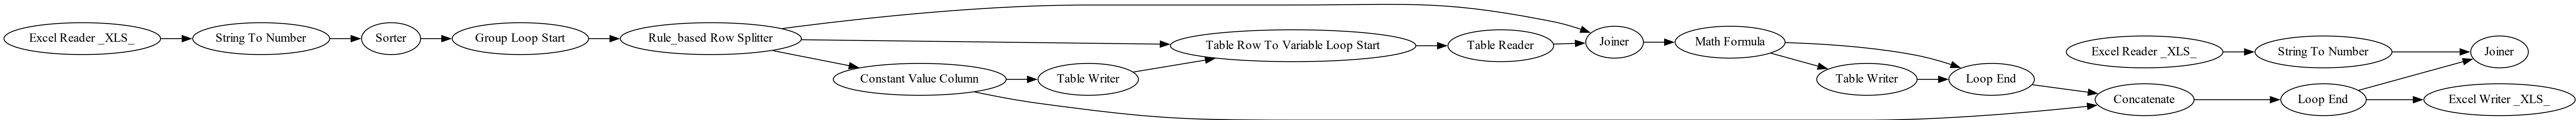 Excel Reader _XLS_
String To Number
Sorter
Group Loop Start
Rule_based Row Splitter
Constant Value Column
Table Writer
Table Row To Variable Loop Start
Table Reader
Joiner
Math Formula
Table Writer
Loop End
Excel Reader _XLS_
String To Number
Joiner
Concatenate
Loop End
Excel Writer _XLS_